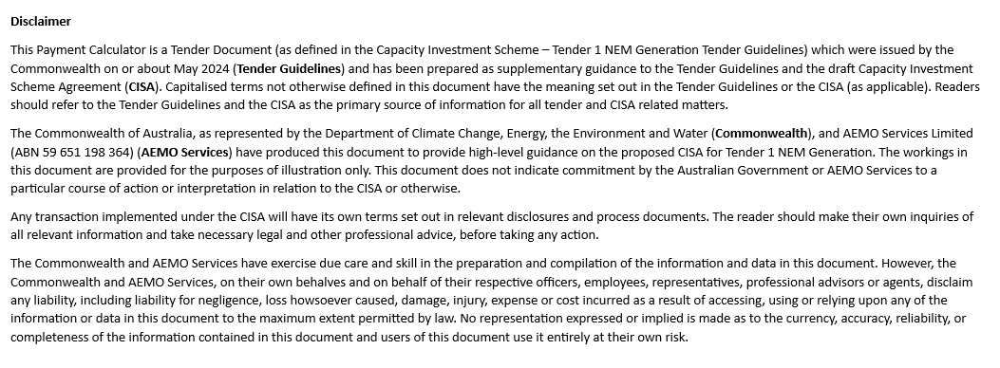 Disclaimer
This Payment Calculator is a Tender Document (as defined in the Capacity Investment Scheme – Tender 1 NEM Generation Tender Guidelines) which were issued by the
Commonwealth on or about May 2024 (Tender Guidelines) and has been prepared as supplementary guidance to the Tender Guidelines and the draft Capacity Investment
Scheme Agreement (CISA). Capitalised terms not otherwise defined in this document have the meaning set out in the Tender Guidelines or the CISA (as applicable). Readers
should refer to the Tender Guidelines and the CISA as the primary source of information for all tender and CISA related matters.
The Commonwealth of Australia, as represented by the Department of Climate Change, Energy, the Environment and Water (Commonwealth), and AEMO Services Limited
(ABN 59 651 198 364) (AEMO Services) have produced this document to provide high-level guidance on the proposed CISA for Tender 1 NEM Generation. The workings in
this document are provided for the purposes of illustration only. This document does not indicate commitment by the Australian Government or AEMO Services to a
particular course of action or interpretation in relation to the CISA or otherwise.
Any transaction implemented under the CISA will have its own terms set out in relevant disclosures and process documents. The reader should make their own inquiries of
all relevant information and take necessary legal and other professional advice, before taking any action.
The Commonwealth and AEMO Services have exercise due care and skill in the preparation and compilation of the information and data in this document. However, the
Commonwealth and AEMO Services, on their own behalves and on behalf of their respective officers, employees, representatives, professional advisors or agents, disclaim
any liability, including liability for negligence, loss howsoever caused, damage, injury, expense or cost incurred as a result of accessing, using or relying upon any of the
information or data in this document to the maximum extent permitted by law. No representation expressed or implied is made as to the currency, accuracy, reliability, or
completeness of the information contained in this document and users of this document use it entirely at their own risk.